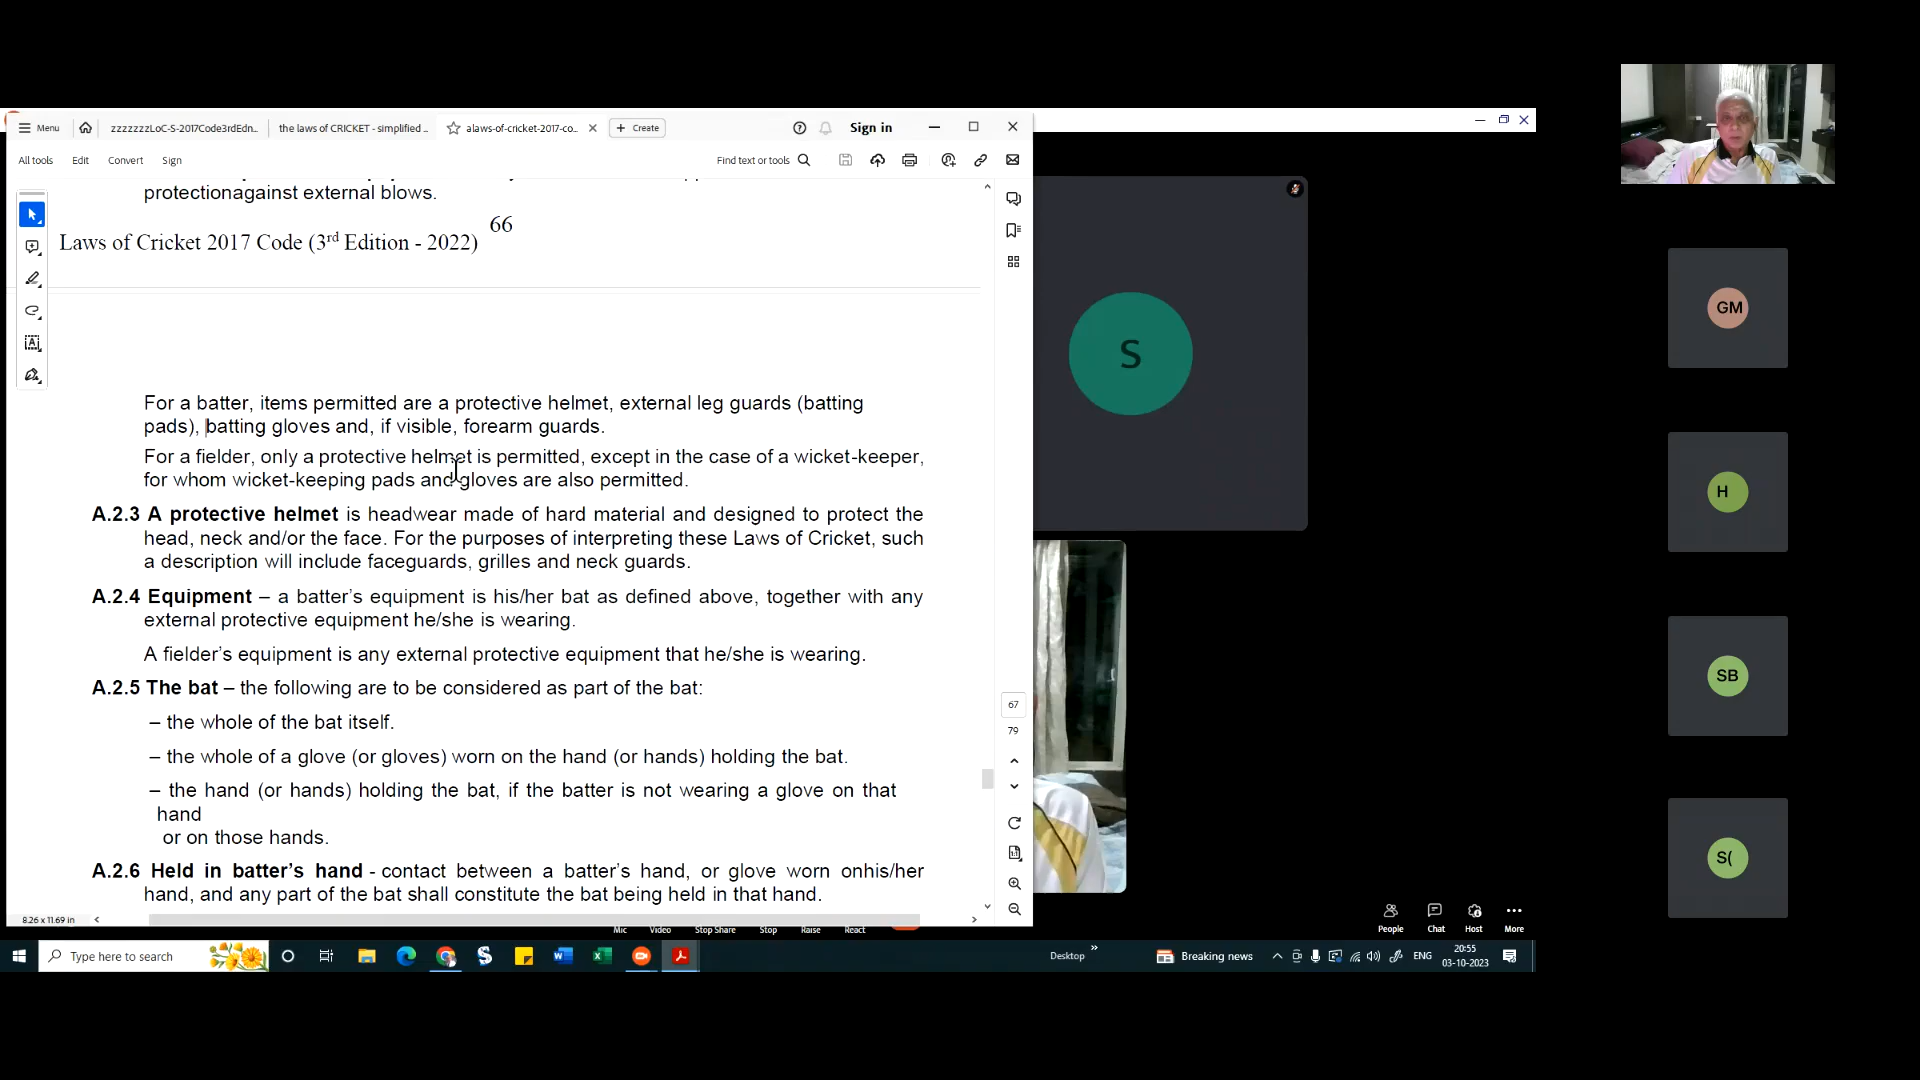 Menu
zzzzzzzLoC-S-2017Code3rdEdn...
the laws of CRICKET - simplified ...
alaws-of-cricket-2017-co...
Create
Sign in
All tools
Edit
Convert
Sign
Find text or tools
protectionagainst external blows.
66
Laws of Cricket 2017 Code (3rd Edition - 2022)
For a batter, items permitted are a protective helmet, external leg guards (batting
pads), batting gloves and, if visible, forearm guards.
For a fielder, only a protective helmet is permitted, except in the case of a wicket-keeper,
for whom wicket-keeping pads and gloves are also permitted.
A.2.3 A protective helmet is headwear made of hard material and designed to protect the
head, neck and/or the face. For the purposes of interpreting these Laws of Cricket, such
a description will include faceguards, grilles and neck guards.
A.2.4 Equipment – a batter’s equipment is his/her bat as defined above, together with any
external protective equipment he/she is wearing.
A fielder’s equipment is any external protective equipment that he/she is wearing.
A.2.5 The bat – the following are to be considered as part of the bat:
– the whole of the bat itself.
– the whole of a glove (or gloves) worn on the hand (or hands) holding the bat.
– the hand (or hands) holding the bat, if the batter is not wearing a glove on that
hand
or on those hands.
A.2.6 Held in batter’s hand - contact between a batter’s hand, or glove worn onhis/her
hand, and any part of the bat shall constitute the bat being held in that hand.
67
79
8.26 x 11.69 in
S
GM
H
SB
S(
Mic
Video
Stop Share
Stop
Raise
React
People
Chat
Host
More
Type here to search
Desktop
Breaking news
ENG
20:55
03-10-2023